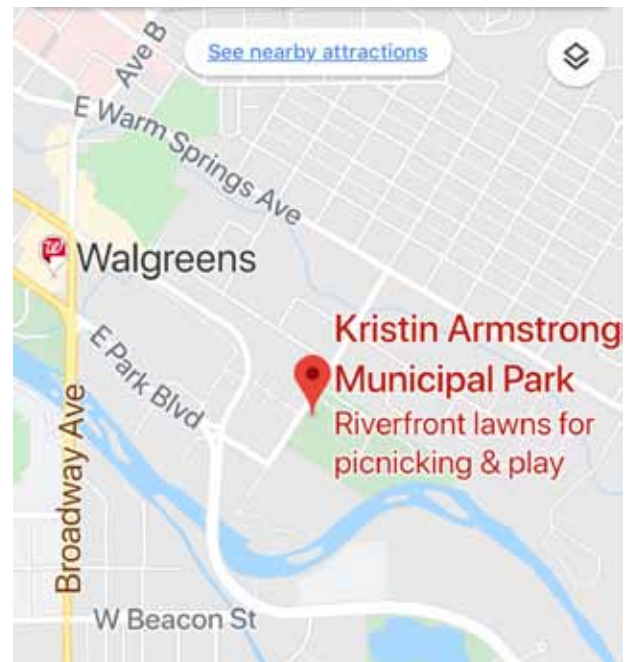 See nearby attractions
Ave B
E Warm Springs Ave
Walgreens
Kristin Armstrong
Municipal Park
Riverfront lawns for
picnicking & play
E Park Blvd
Broadway Ave
W Beacon St